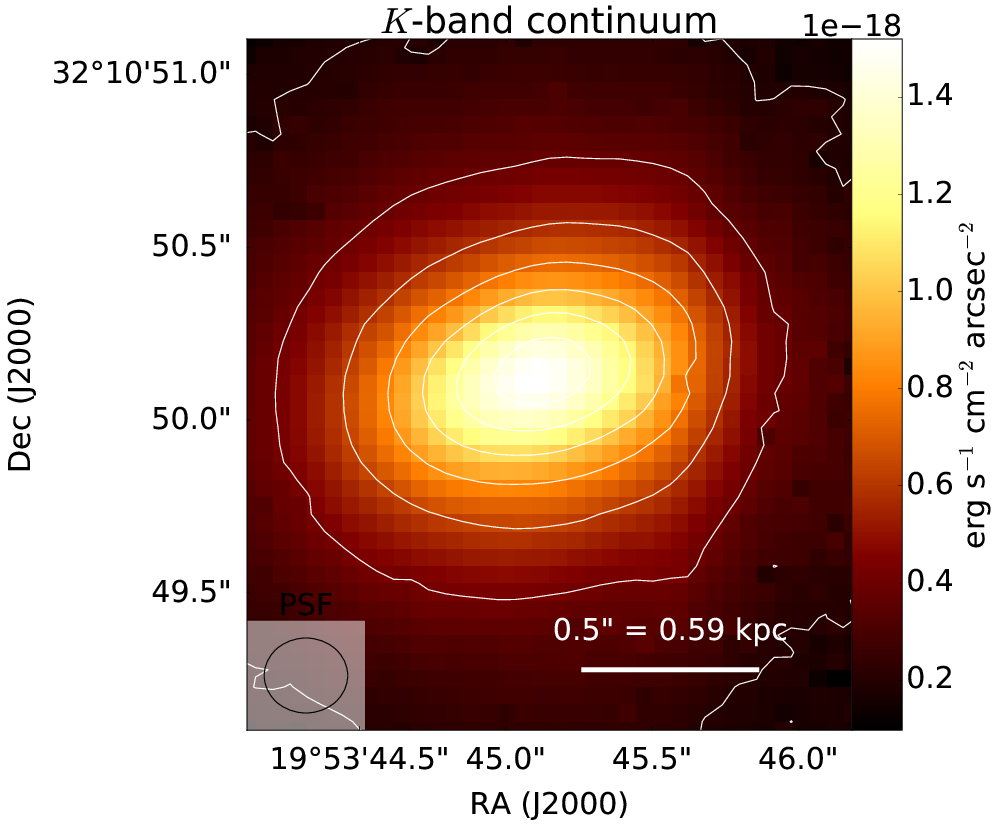 K-band continuum
1e−18
32°10'51.0"
50.5"
50.0"
49.5"
Dec (J2000)
PSF
0.5" = 0.59 kpc
19°53'44.5"
45.0"
45.5"
46.0"
RA (J2000)
1.4
1.2
1.0
0.8
0.6
0.4
0.2
erg s⁻¹ cm⁻² arcsec⁻²